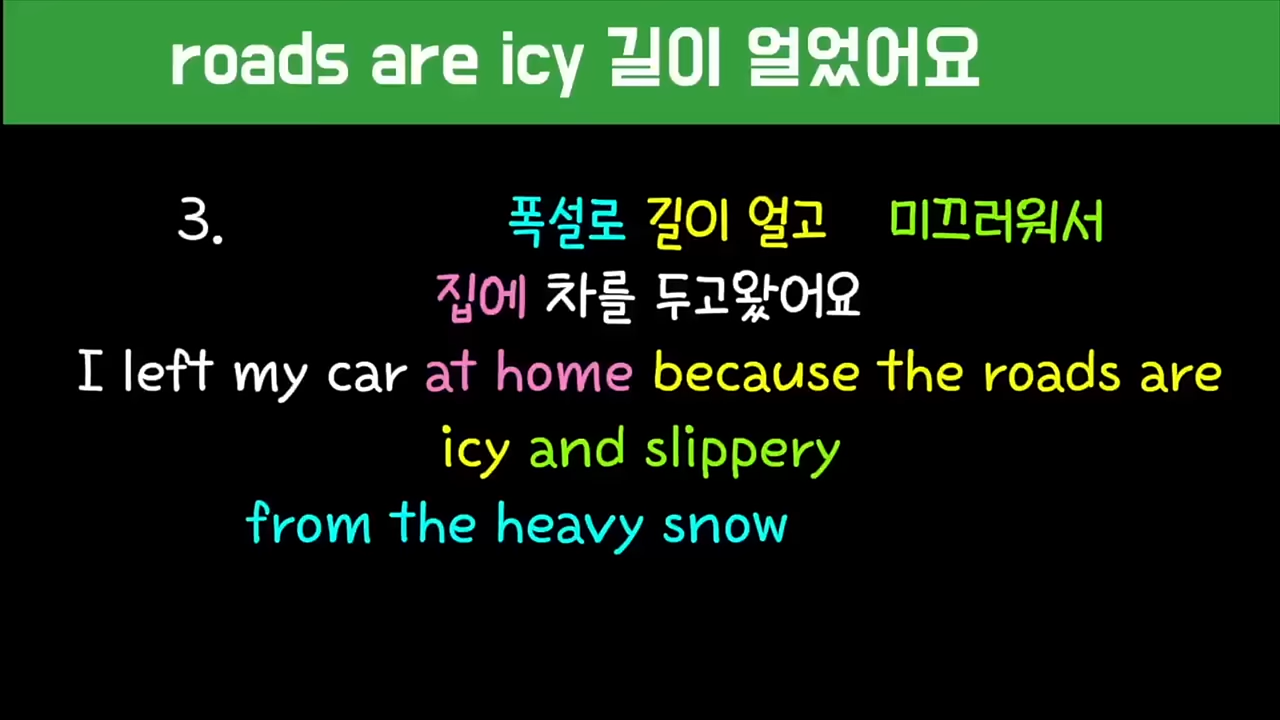 roads are icy 길이 얼었어요
3. 폭설로 길이 얼고 미끄러워서
집에 차를 두고왔어요
I left my car at home because the roads are
icy and slippery
from the heavy snow